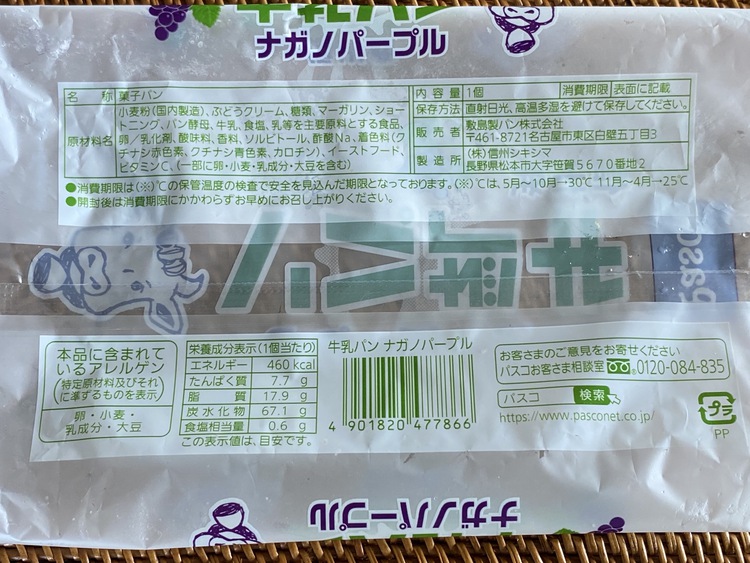 牛乳パン
ナガノパープル
名 称 菓子パン
原材料名 小麦粉(国内製造)、ぶどうクリーム、糖類、マーガリン、ショー
トニング、パン酵母、牛乳、食塩、乳等を主要原料とする食品、
卵/乳化剤、酸味料、香料、ソルビトール、酢酸Na、着色料(ク
チナシ赤色素、クチナシ青色素、カロチン)、イーストフード、
ビタミンC、(一部に卵・小麦・乳成分・大豆を含む)
内 容 量 1個 消費期限 表面に記載
保存方法 直射日光、高温多湿を避けて保存してください。
販 売 者 敷島製パン株式会社
〒461-8721名古屋市東区白壁五丁目3
製 造 所 (株)信州シキシマ
長野県松本市大字笹賀5670番地2
●消費期限は(※)℃の保管温度の検査で安全を見込んだ期限となっております。(※)℃は、5月~10月→30℃ 11月~4月→25℃
●開封後は消費期限にかかわらずお早めにお召し上がりください。
牛乳パン
Pasco
本品に含まれて
いるアレルゲン
(特定原材料及びそれ
に準ずるものを表示)
卵・小麦・
乳成分・大豆
栄養成分表示(1個当たり)
エネルギー 460 kcal
たんぱく質 7.7 g
脂 質 17.9 g
炭水化物 67.1 g
食塩相当量 0.6 g
この表示値は、目安です。
牛乳パン ナガノパープル
4 901820 477866
お客さまのご意見をお寄せください
パスコお客さま相談室 0120-084-835
パスコ 検索
https://www.pasconet.co.jp/
プラ
PP
ナガノパープル